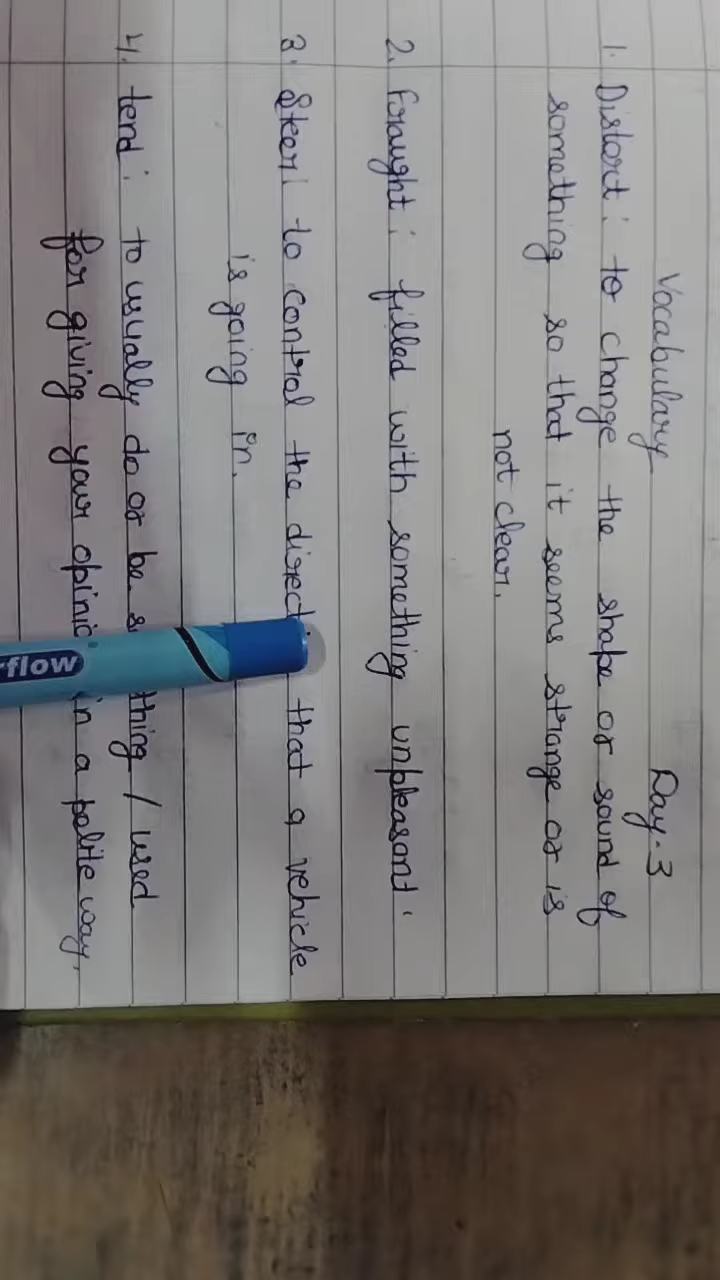 Vocabulary Day-3
1. Distort: to change the shape or sound of
something so that it seems strange or is
not clear.
2. Fraught: filled with something unpleasant.
3. Steer: to control the direct that a vehicle
is going in.
4. tend: to usually do or be thing / used
for giving your opinio in a polite way.
flow